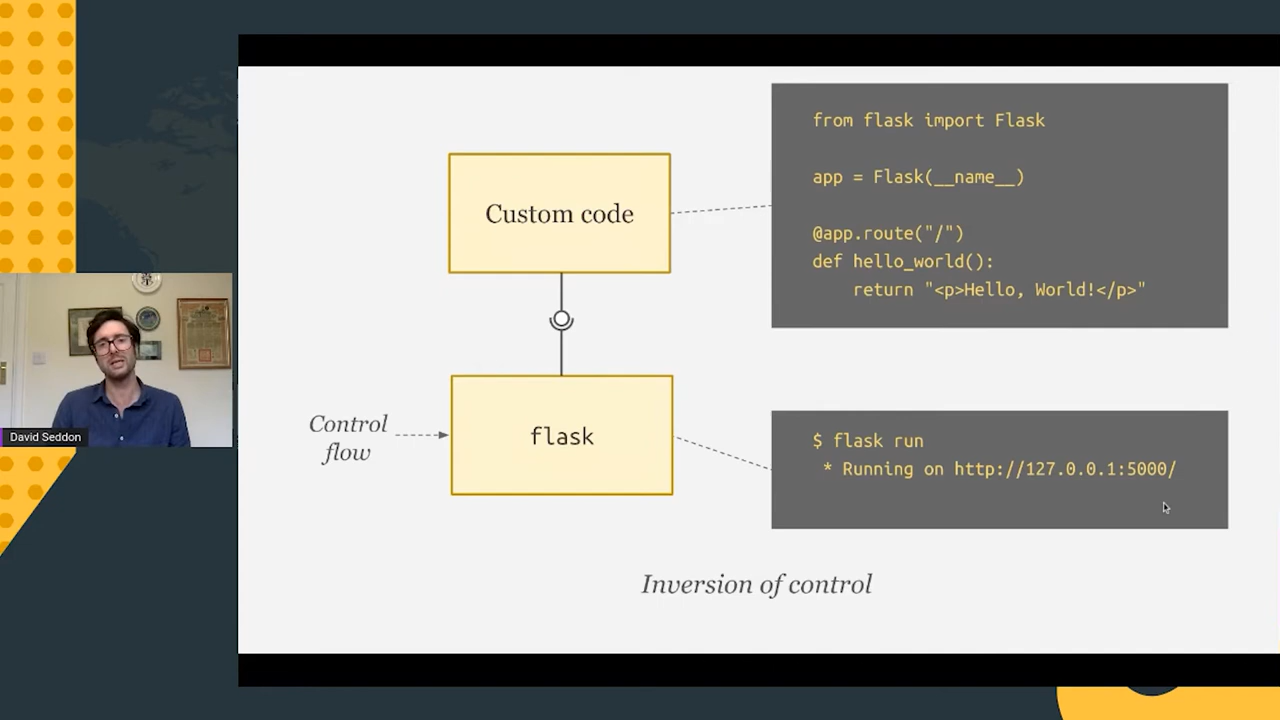 from flask import Flask
app = Flask(__name__)
@app.route("/")
def hello_world():
    return "<p>Hello, World!</p>"
Custom code
Control
flow
flask
$ flask run
 * Running on http://127.0.0.1:5000/
Inversion of control
David Seddon